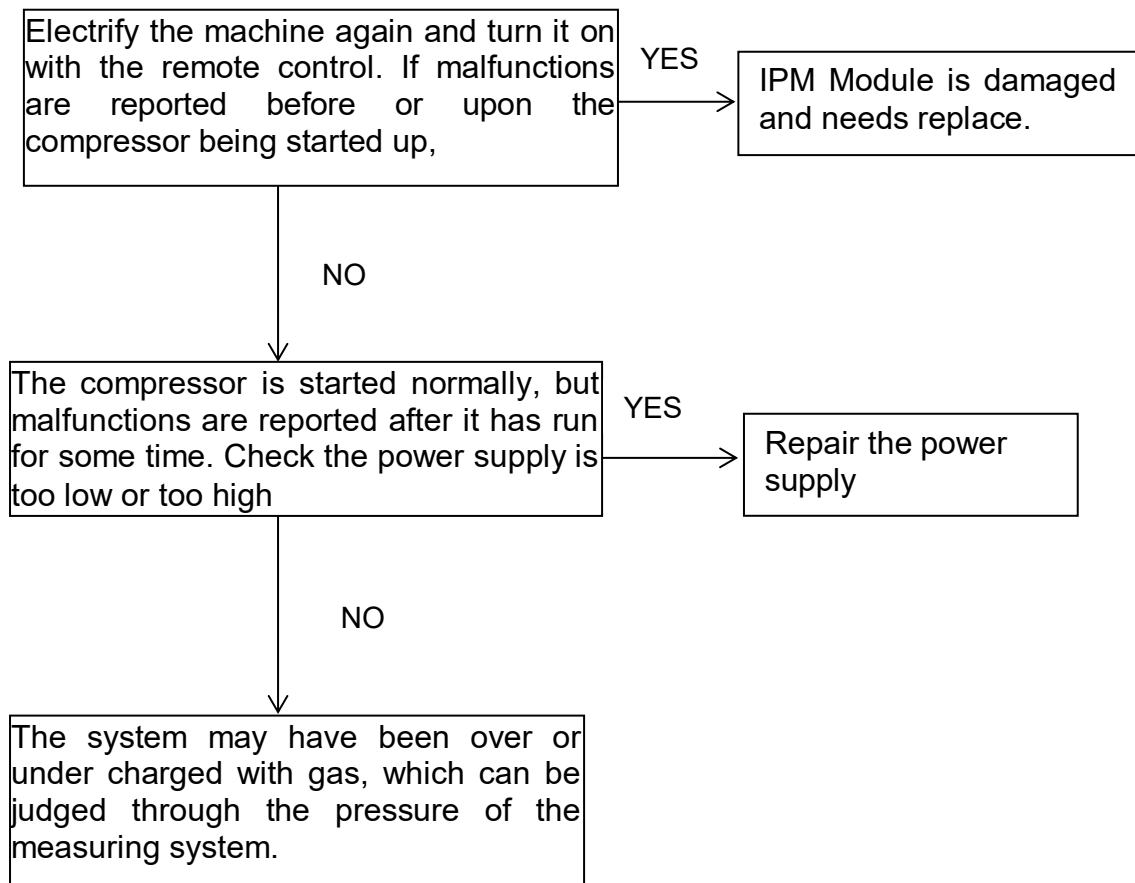 Electrify the machine again and turn it on
with the remote control. If malfunctions
are reported before or upon the
compressor being started up,
YES
IPM Module is damaged
and needs replace.
NO
The compressor is started normally, but
malfunctions are reported after it has run
for some time. Check the power supply is
too low or too high
YES
Repair the power
supply
NO
The system may have been over or
under charged with gas, which can be
judged through the pressure of the
measuring system.